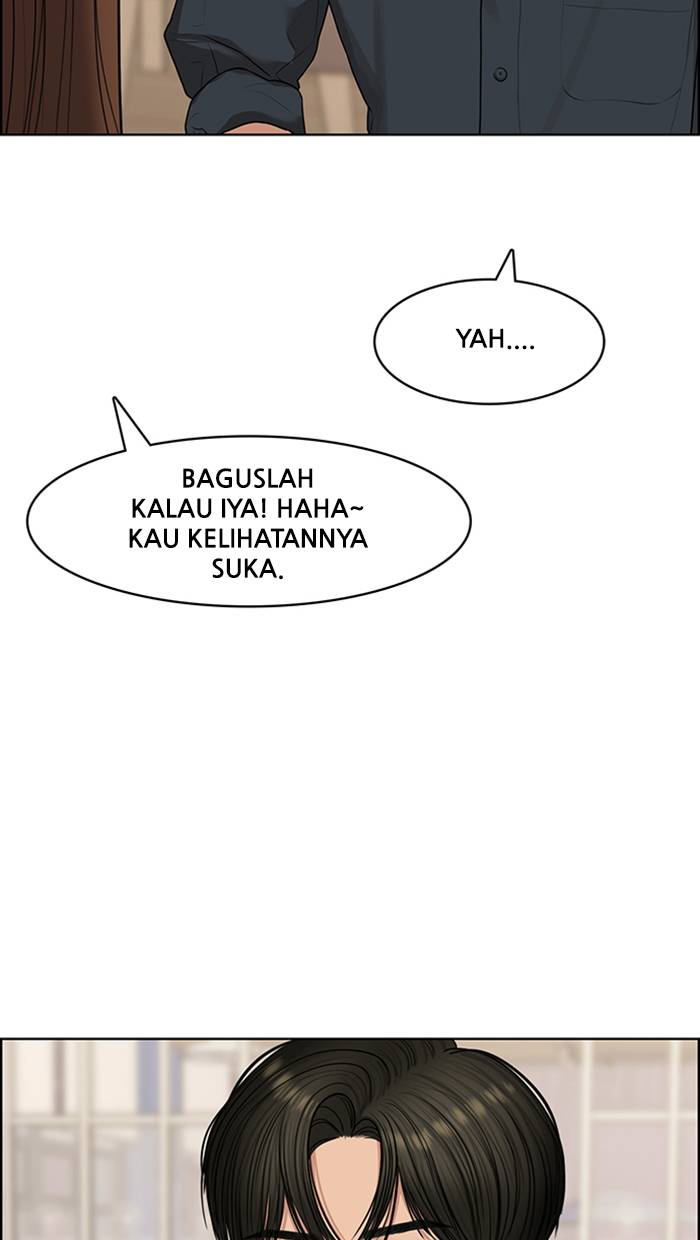 YAH....
BAGUSLAH
KALAU IYA! HAHA~
KAU KELIHATANNYA
SUKA.